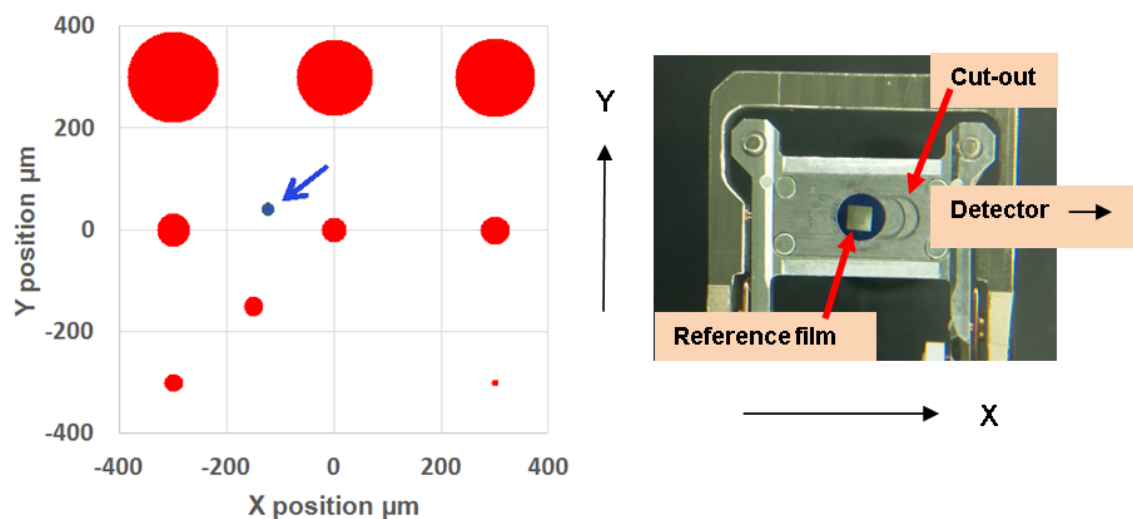 400
200
0
-200
-400
Y position µm
-400 -200 0 200 400
X position µm
Y
Cut-out
Detector
Reference film
X